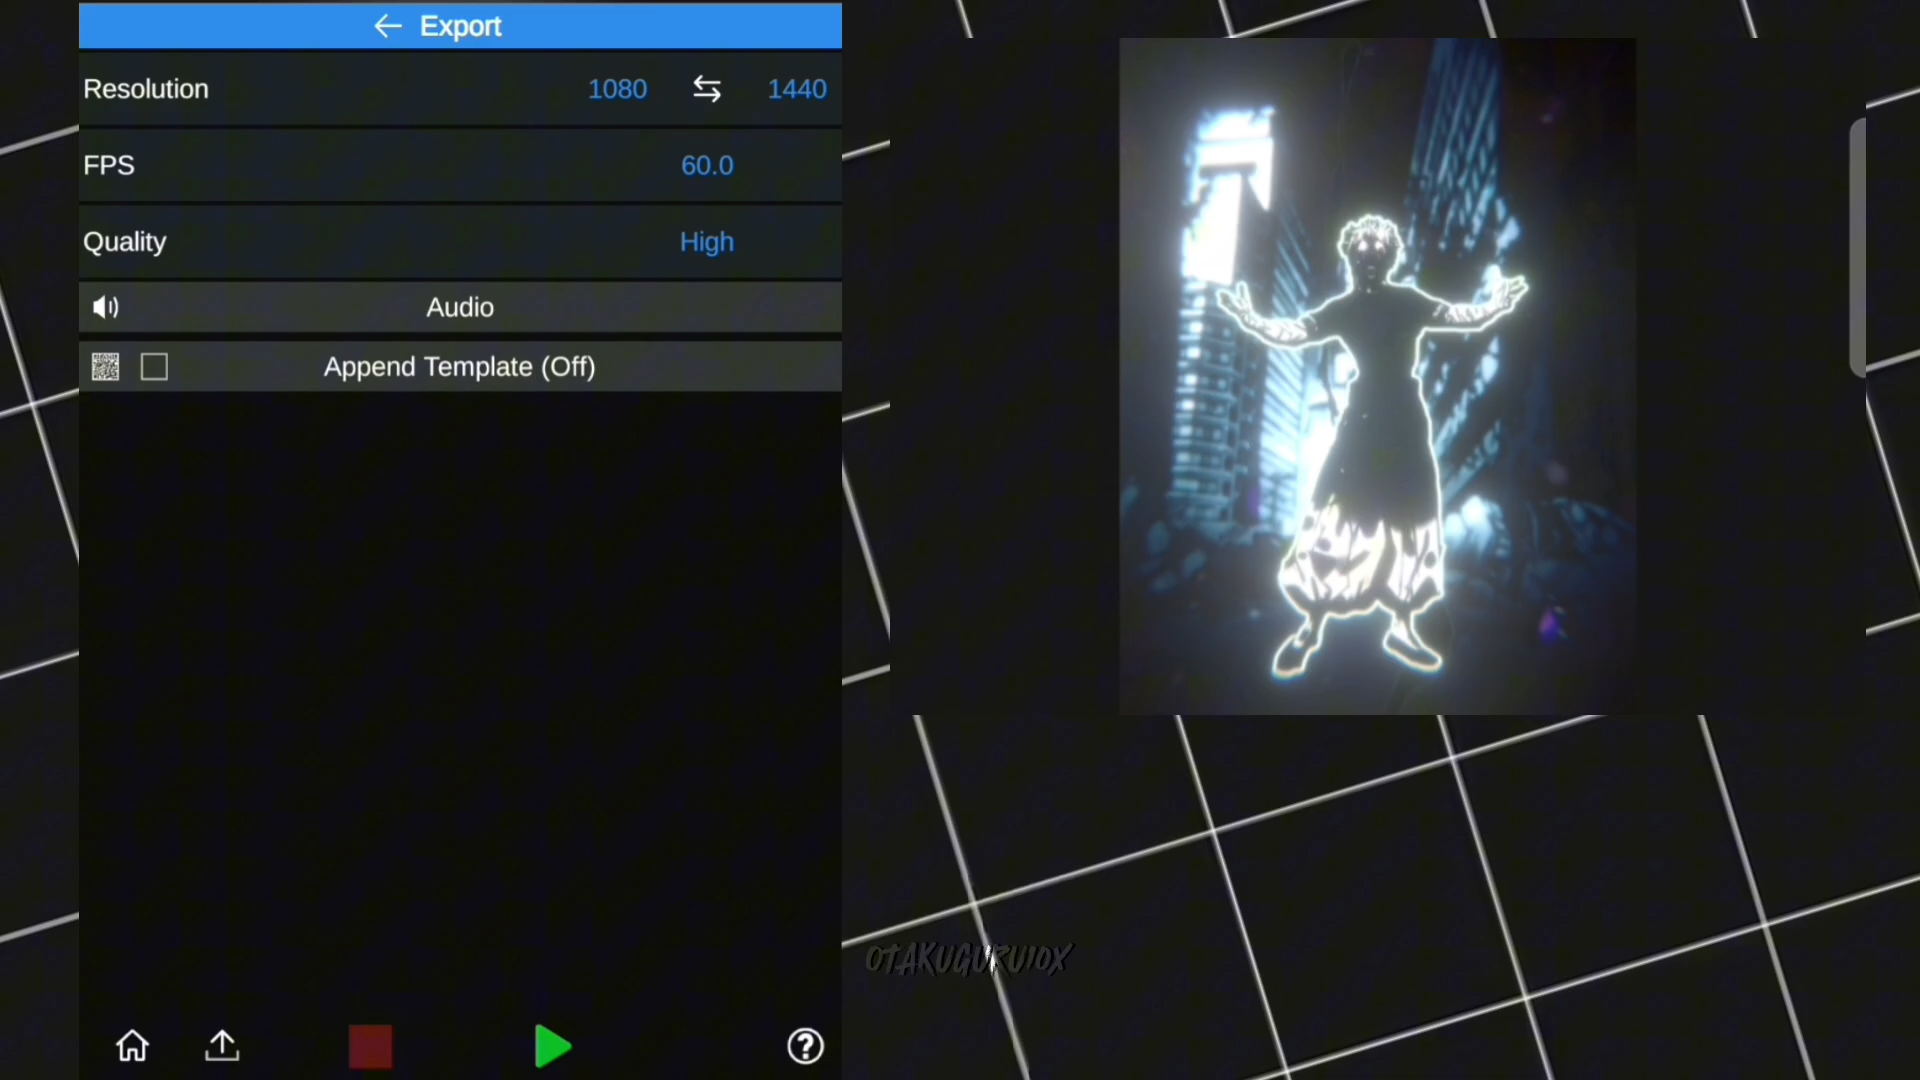 Export
Resolution 1080 1440
FPS 60.0
Quality High
Audio
Append Template (Off)
OTAKUGURU10X